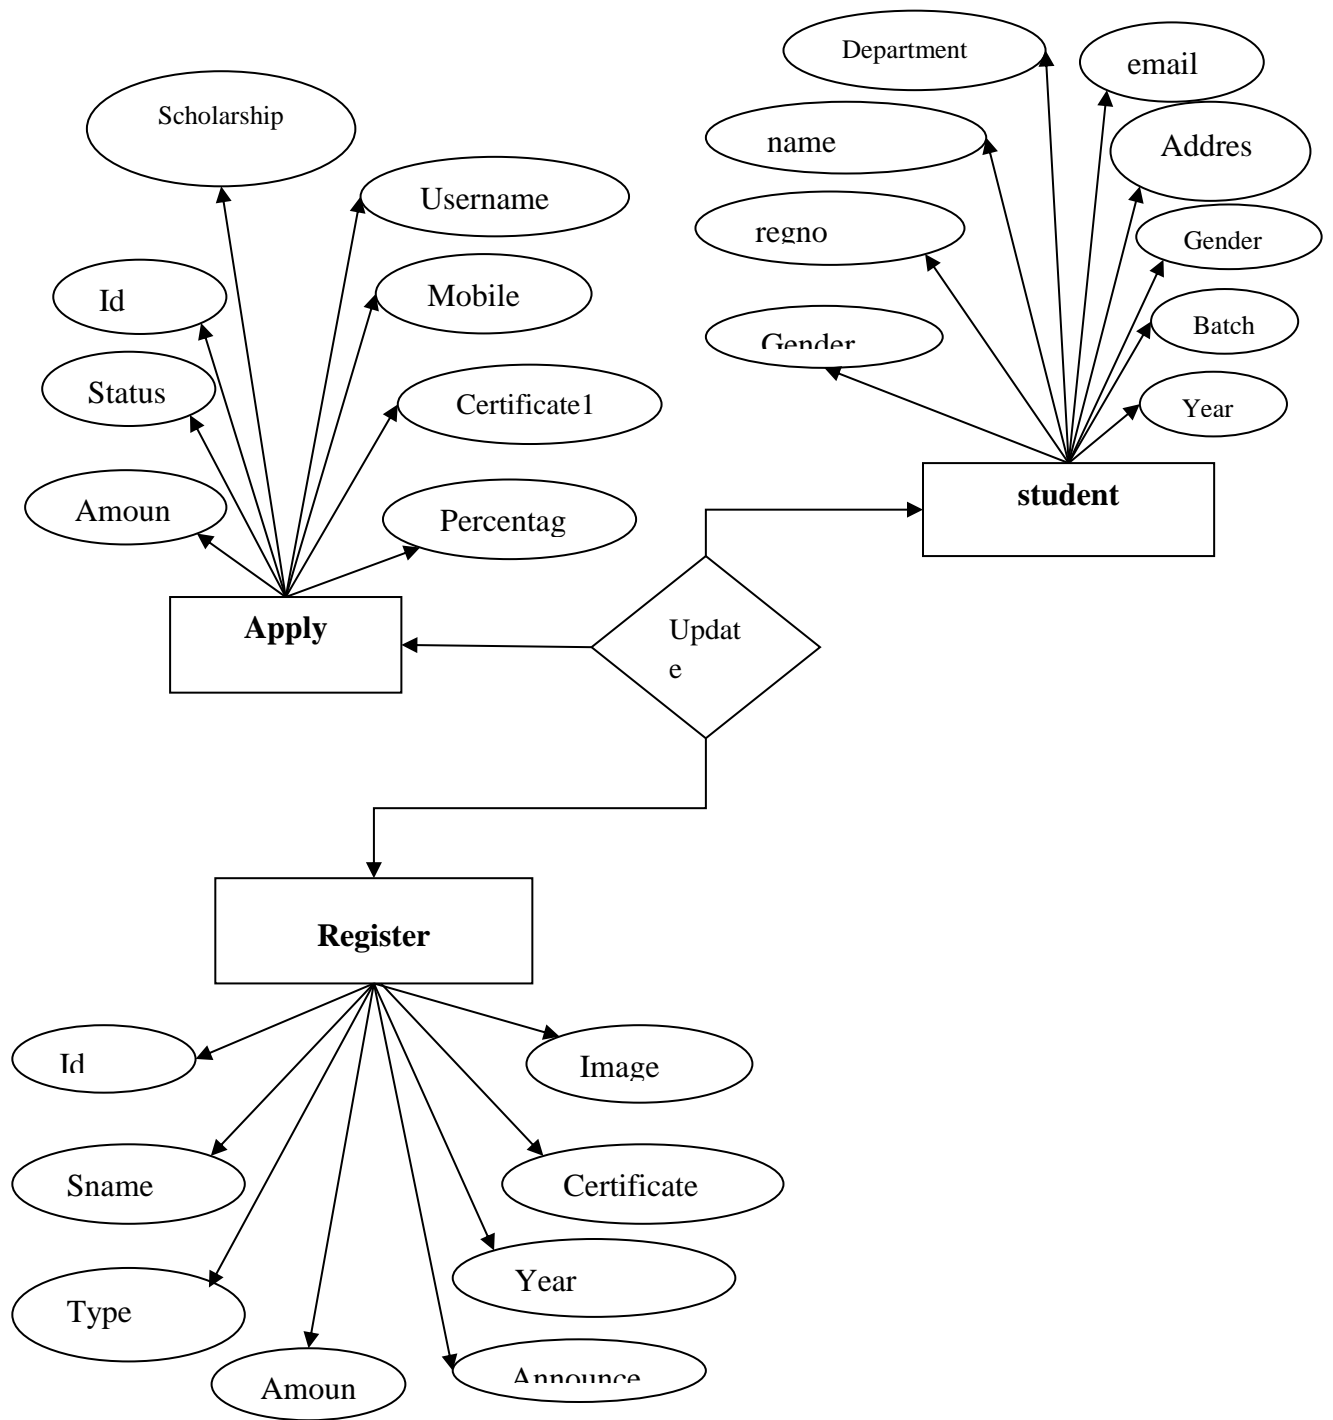 Department
email
Scholarship
name
Addres
Username
regno
Gender
Id
Mobile
Batch
Gender
Status
Certificate1
Year
Amoun
Percentag
student
Apply
Updat
e
Register
Id
Image
Sname
Certificate
Year
Type
Announce
Amoun